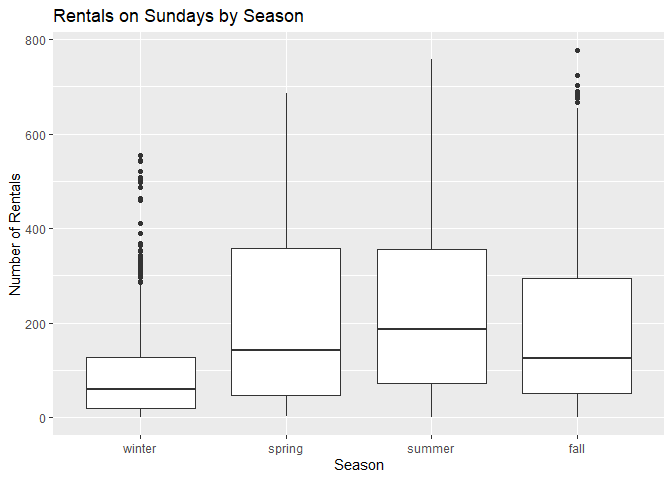 Rentals on Sundays by Season
800
600
400
200
0
Number of Rentals
winter spring summer fall
Season